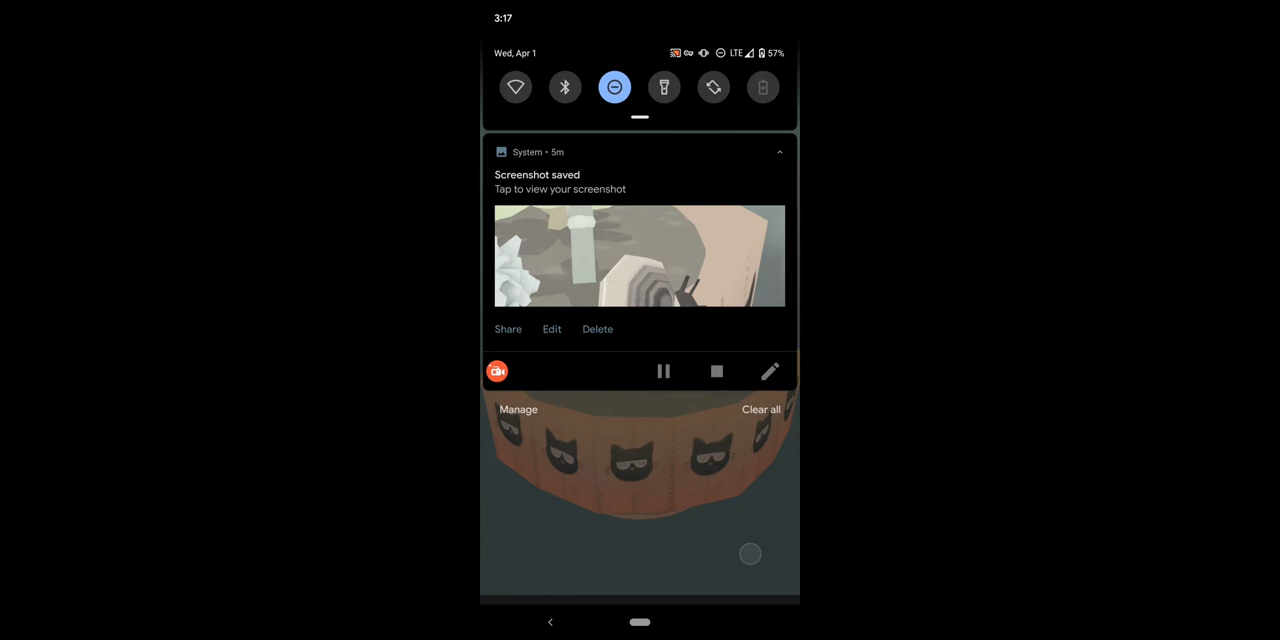 3:17
Wed, Apr 1
LTE
57%
System • 5m
Screenshot saved
Tap to view your screenshot
Share
Edit
Delete
Manage
Clear all